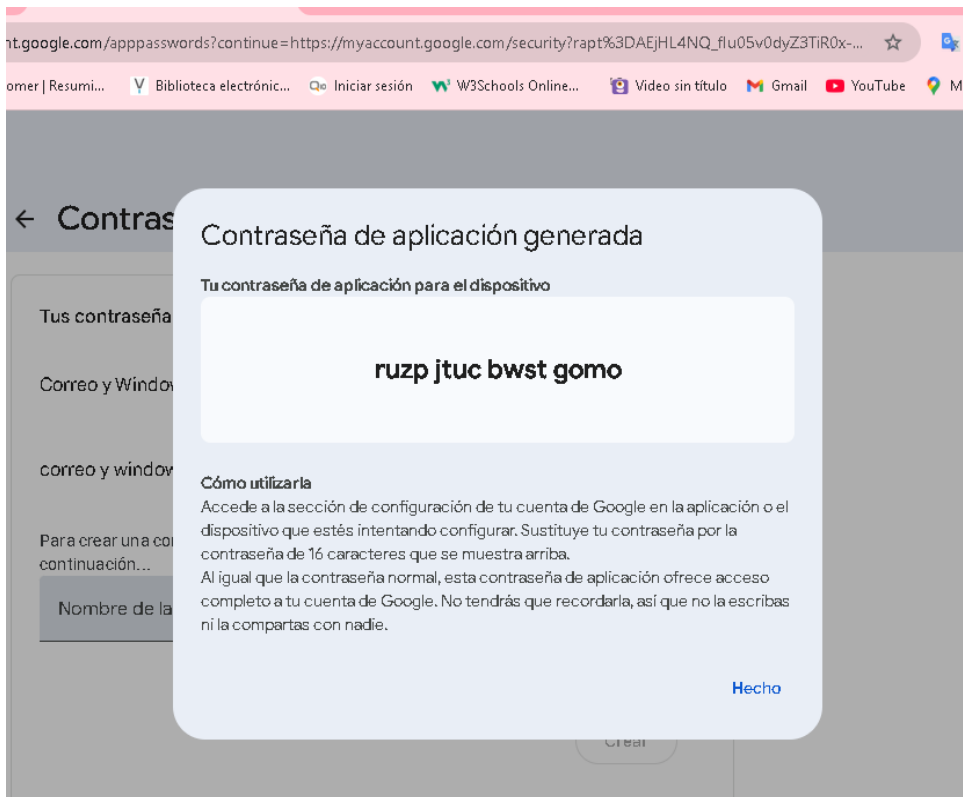 nt.google.com/apppasswords?continue=https://myaccount.google.com/security?rapt%3DAEjHL4NQ_flu05v0dyZ3TiR0x-...
omer | Resumi... Biblioteca electrónic... Iniciar sesión W3Schools Online... Video sin título Gmail YouTube M
Contras
Contraseña de aplicación generada
Tu contraseña de aplicación para el dispositivo
Tus contraseña
ruzp jtuc bwst gomo
Correo y Window
correo y window
Cómo utilizarla
Accede a la sección de configuración de tu cuenta de Google en la aplicación o el
dispositivo que estés intentando configurar. Sustituye tu contraseña por la
contraseña de 16 caracteres que se muestra arriba.
Al igual que la contraseña normal, esta contraseña de aplicación ofrece acceso
completo a tu cuenta de Google. No tendrás que recordarla, así que no la escribas
ni la compartas con nadie.
Para crear una co
continuación...
Nombre de la
Hecho
Crear